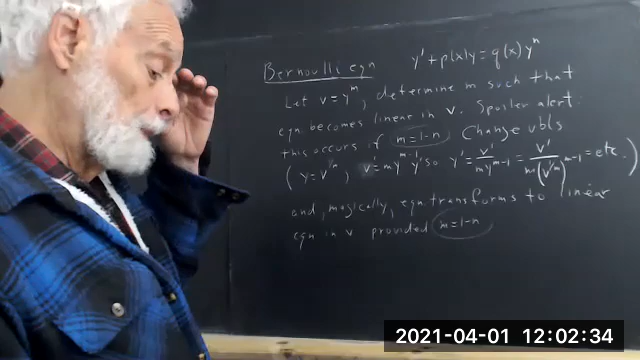 Bernoulli eqn y' + p(x)y = q(x)yⁿ
Let v = yᵐ, determine m such that
eqn becomes linear in v. Spoiler alert.
this occurs if m=1-n Change vbls
(y = v^(1/m), v' = my^(m-1) y' so y' = v'/(my^(m-1)) = v'/(m(v^(1/m))^(m-1)) = etc.)
and, magically, eqn. transforms to linear
eqn in v provided m=1-n
2021-04-01 12:02:34